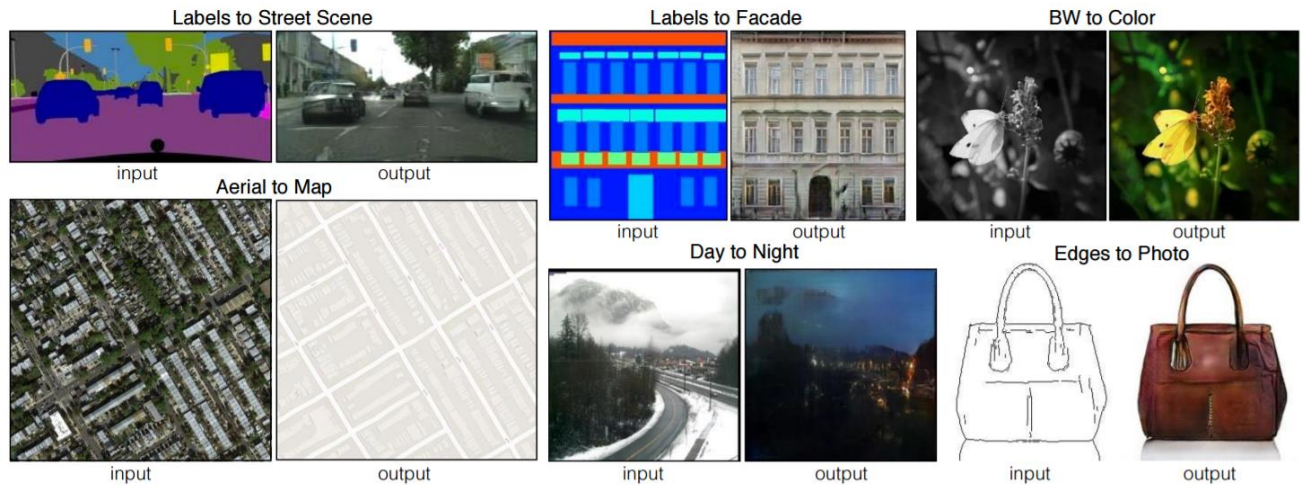 Labels to Street Scene
input
output
Aerial to Map
input
output
Labels to Facade
input
output
BW to Color
input
output
Day to Night
input
output
Edges to Photo
input
output